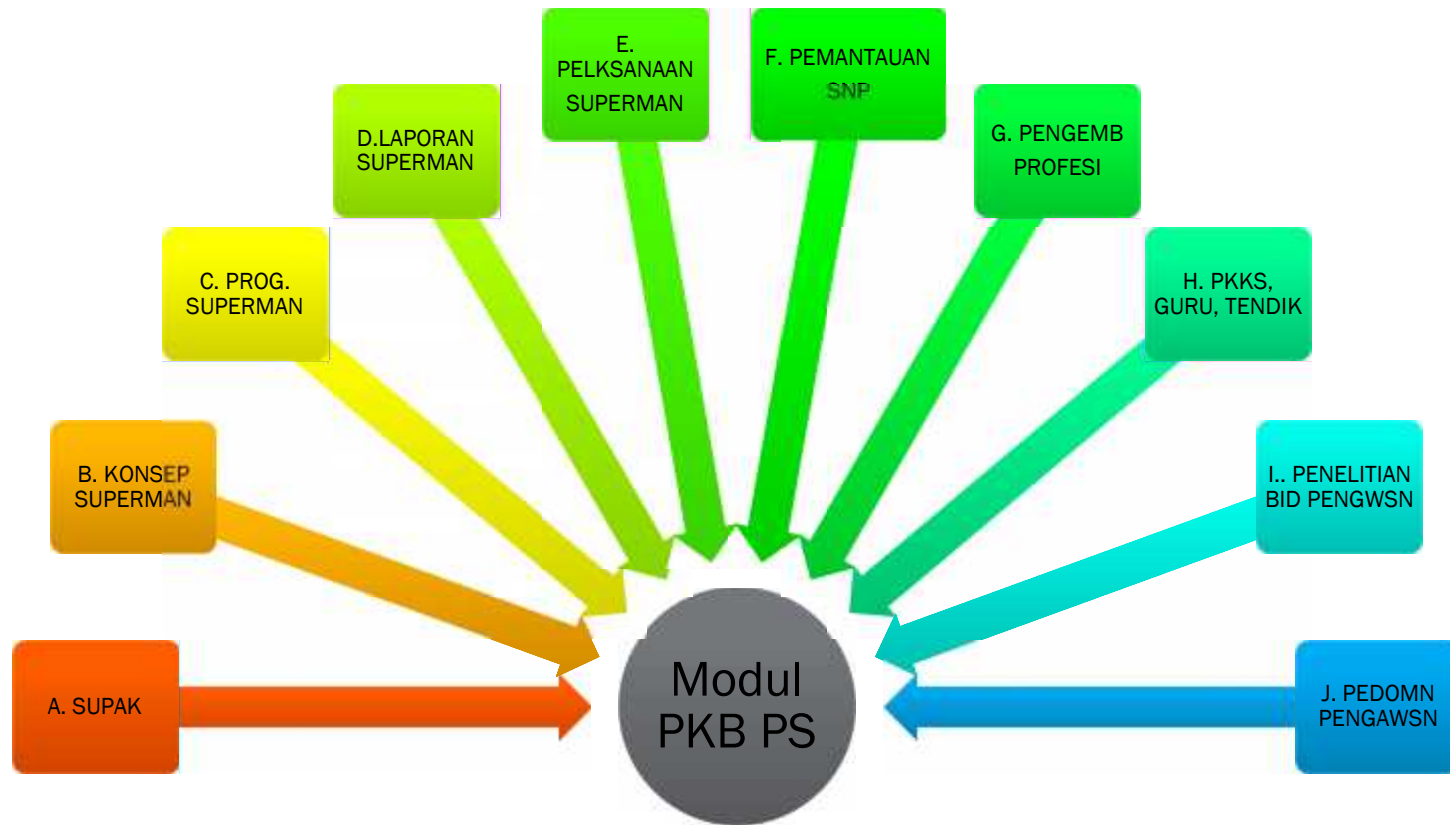 A. SUPAK
B. KONSEP
SUPERMAN
C. PROG.
SUPERMAN
D.LAPORAN
SUPERMAN
E.
PELKSANAAN
SUPERMAN
F. PEMANTAUAN
SNP
G. PENGEMB
PROFESI
H. PKKS,
GURU, TENDIK
I.. PENELITIAN
BID PENGWSN
J. PEDOMN
PENGAWSN
Modul
PKB PS